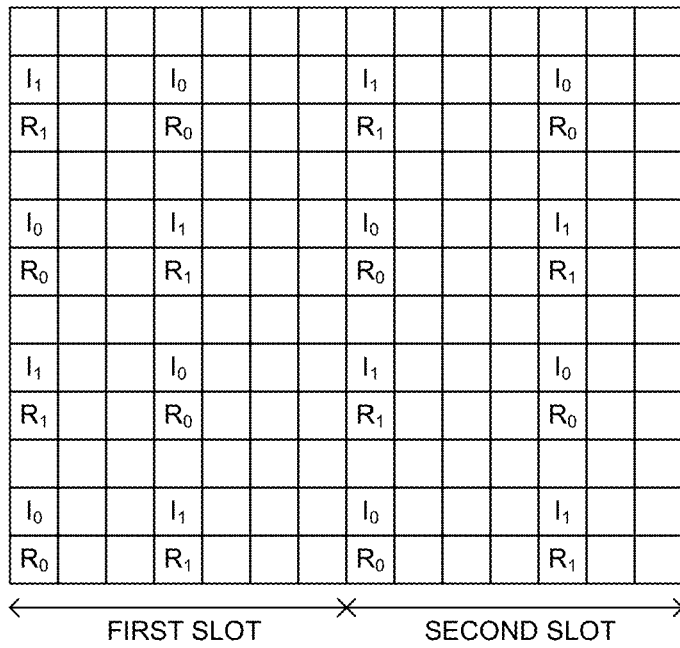 I₁ I₀ I₁ I₀
R₁ R₀ R₁ R₀
I₀ I₁ I₀ I₁
R₀ R₁ R₀ R₁
I₁ I₀ I₁ I₀
R₁ R₀ R₁ R₀
I₀ I₁ I₀ I₁
R₀ R₁ R₀ R₁
FIRST SLOT SECOND SLOT